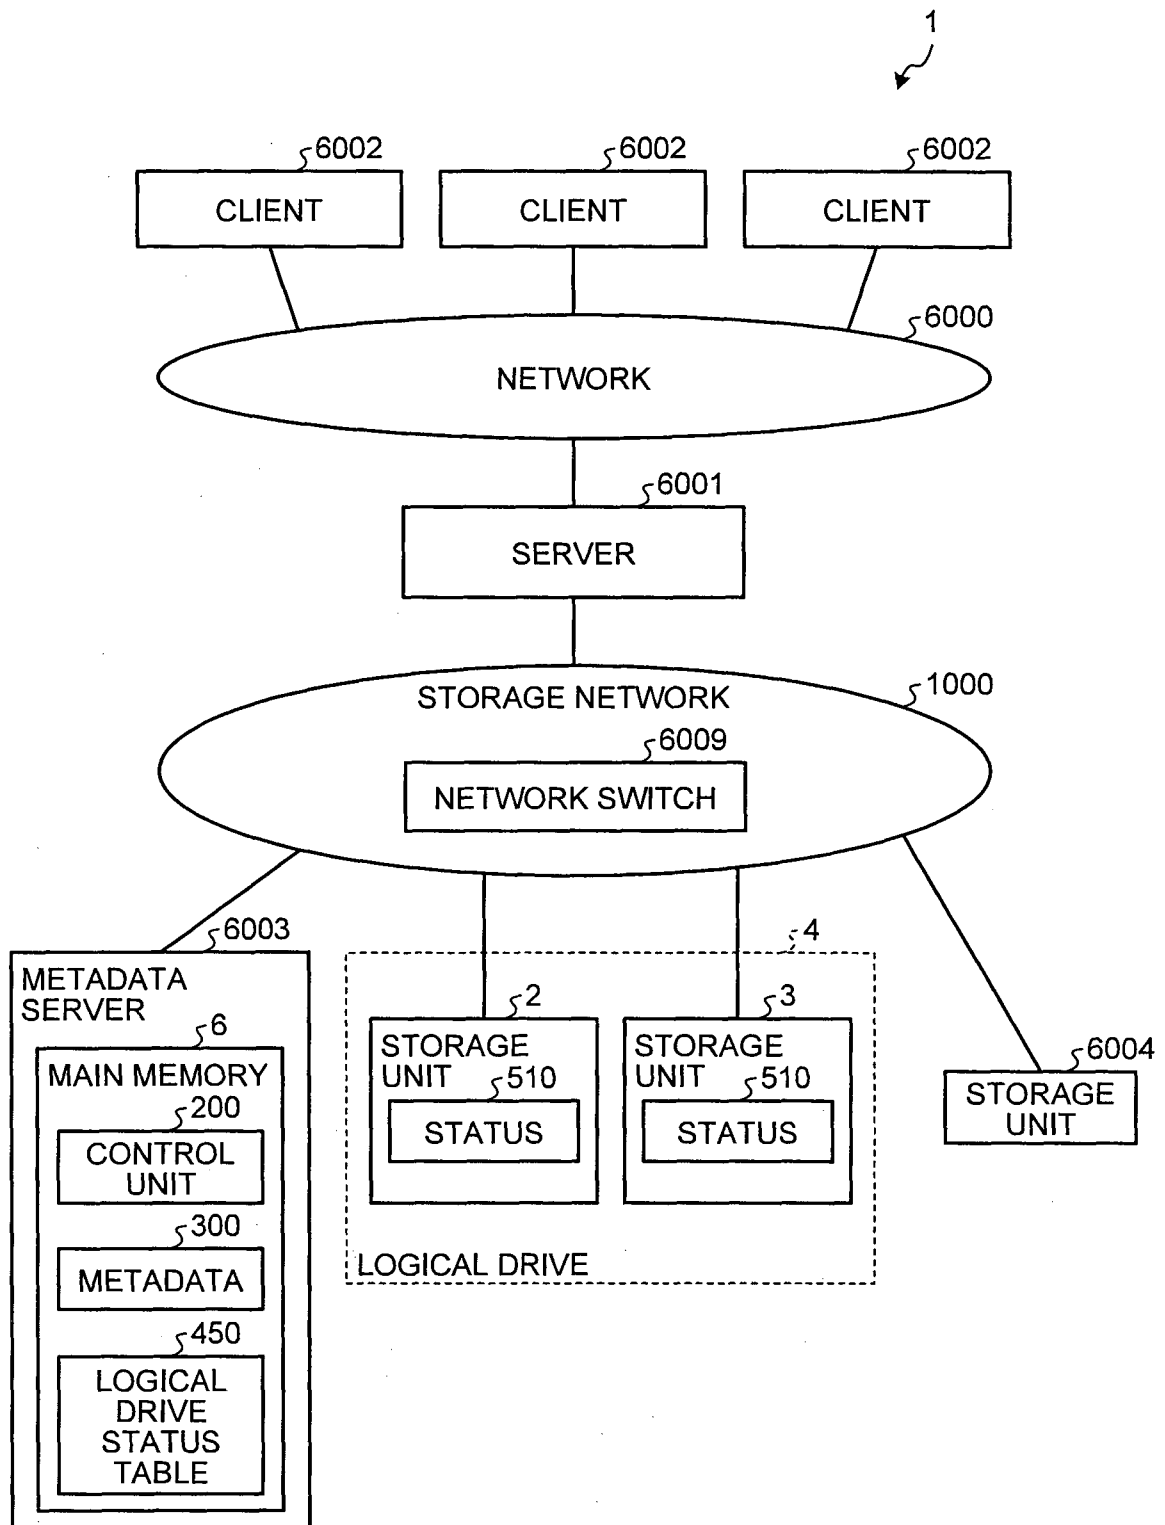 1
6002
6002
6002
CLIENT
CLIENT
CLIENT
6000
NETWORK
6001
SERVER
1000
STORAGE NETWORK
6009
NETWORK SWITCH
6003
METADATA
SERVER
6
MAIN MEMORY
200
CONTROL
UNIT
300
METADATA
450
LOGICAL
DRIVE
STATUS
TABLE
4
2
STORAGE
UNIT
510
STATUS
3
STORAGE
UNIT
510
STATUS
LOGICAL DRIVE
6004
STORAGE
UNIT